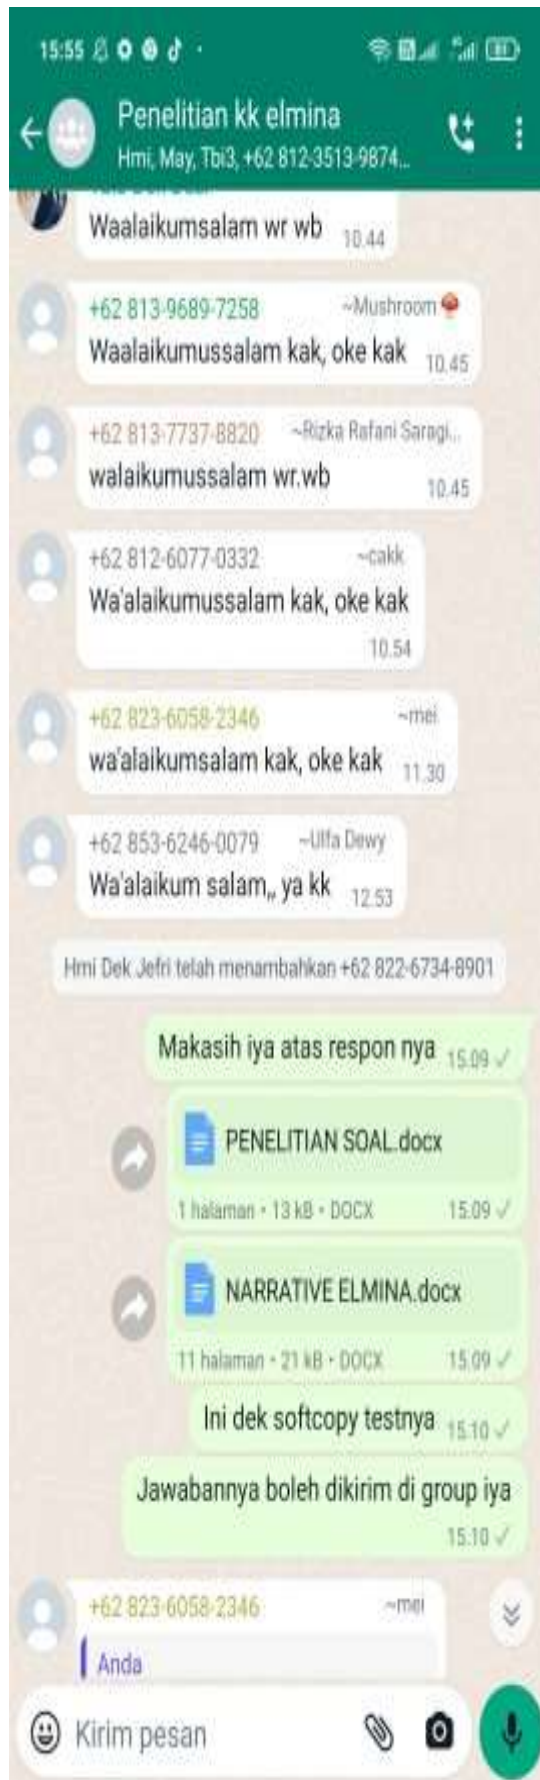 15:55
Penelitian kk elmina
Hmi, May, Tbi3, +62 812-3513-9874...
Waalaikumsalam wr wb 10.44
+62 813-9689-7258 ~Mushroom🍄
Waalaikumussalam kak, oke kak 10.45
+62 813-7737-8820 ~Rizka Rafani Saragi...
walaikumussalam wr.wb 10.45
+62 812-6077-0332 ~cakk
Wa'alaikumussalam kak, oke kak
10.54
+62 823-6058-2346 ~mei
wa'alaikumsalam kak, oke kak 11.30
+62 853-6246-0079 ~Ulfa Dewy
Wa'alaikum salam,, ya kk 12.53
Hmi Dek Jefri telah menambahkan +62 822-6734-8901
Makasih iya atas respon nya 15.09
PENELITIAN SOAL.docx
1 halaman • 13 kB • DOCX 15.09
NARRATIVE ELMINA.docx
11 halaman • 21 kB • DOCX 15.09
Ini dek softcopy testnya 15.10
Jawabannya boleh dikirim di group iya
15.10
+62 823-6058-2346 ~mei
Anda
Kirim pesan